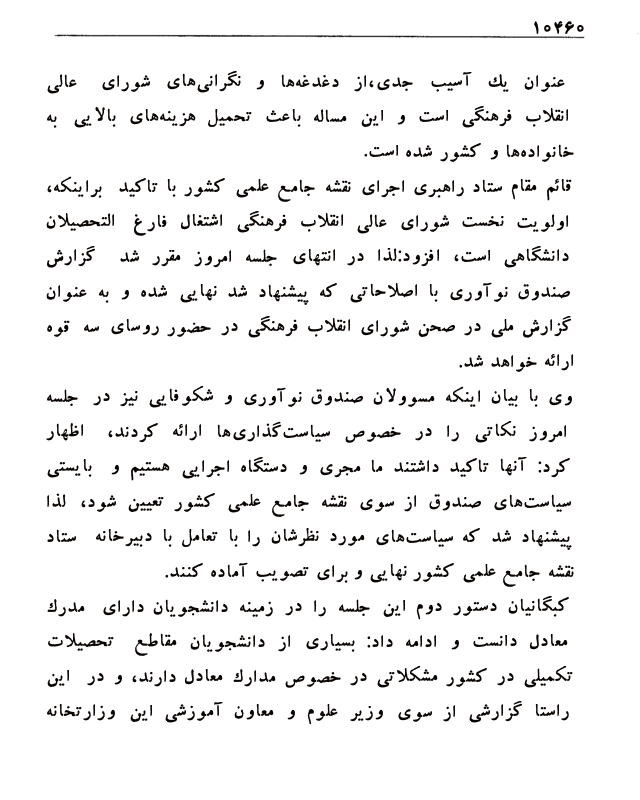 ۱۰۴۶۰
عنوان یك آسیب جدی،از دغدغه‌ها و نگرانی‌های شورای عالی
انقلاب فرهنگی است و این مساله باعث تحمیل هزینه‌های بالایی به
خانواده‌ها و کشور شده است.
قائم مقام ستاد راهبری اجرای نقشه جامع علمی کشور با تاکید براینکه،
اولویت نخست شورای عالی انقلاب فرهنگی اشتغال فارغ التحصیلان
دانشگاهی است، افزود:لذا در انتهای جلسه امروز مقرر شد گزارش
صندوق نوآوری با اصلاحاتی که پیشنهاد شد نهایی شده و به عنوان
گزارش ملی در صحن شورای انقلاب فرهنگی در حضور روسای سه قوه
ارائه خواهد شد.
وی با بیان اینکه مسوولان صندوق نوآوری و شکوفایی نیز در جلسه
امروز نکاتی را در خصوص سیاست‌گذاری‌ها ارائه کردند، اظهار
کرد: آنها تاکید داشتند ما مجری و دستگاه اجرایی هستیم و بایستی
سیاست‌های صندوق از سوی نقشه جامع علمی کشور تعیین شود، لذا
پیشنهاد شد که سیاست‌های مورد نظرشان را با تعامل با دبیرخانه ستاد
نقشه جامع علمی کشور نهایی و برای تصویب آماده کنند.
کبگانیان دستور دوم این جلسه را در زمینه دانشجویان دارای مدرك
معادل دانست و ادامه داد: بسیاری از دانشجویان مقاطع تحصیلات
تکمیلی در کشور مشکلاتی در خصوص مدارك معادل دارند، و در این
راستا گزارشی از سوی وزیر علوم و معاون آموزشی این وزارتخانه